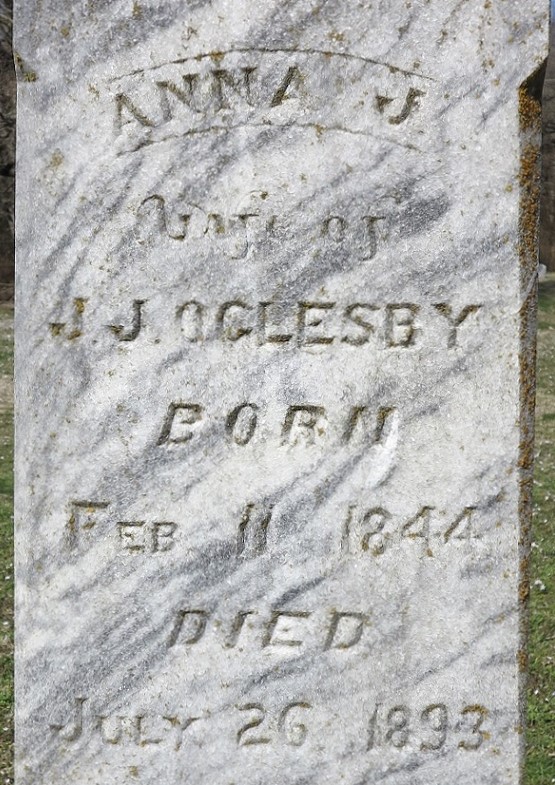 ANNA J
Wife of
J. J. OGLESBY
BORN
FEB 11 1844
DIED
JULY 26 1893